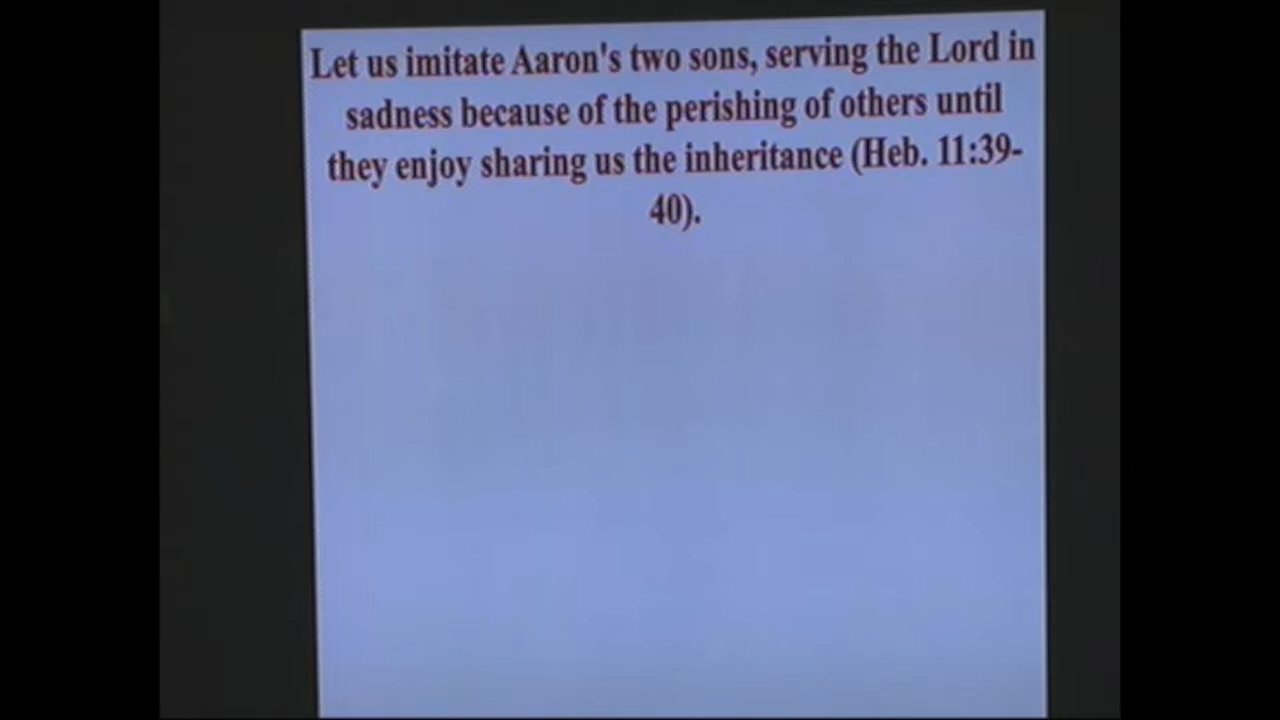 Let us imitate Aaron's two sons, serving the Lord in
sadness because of the perishing of others until
they enjoy sharing us the inheritance (Heb. 11:39-
40).